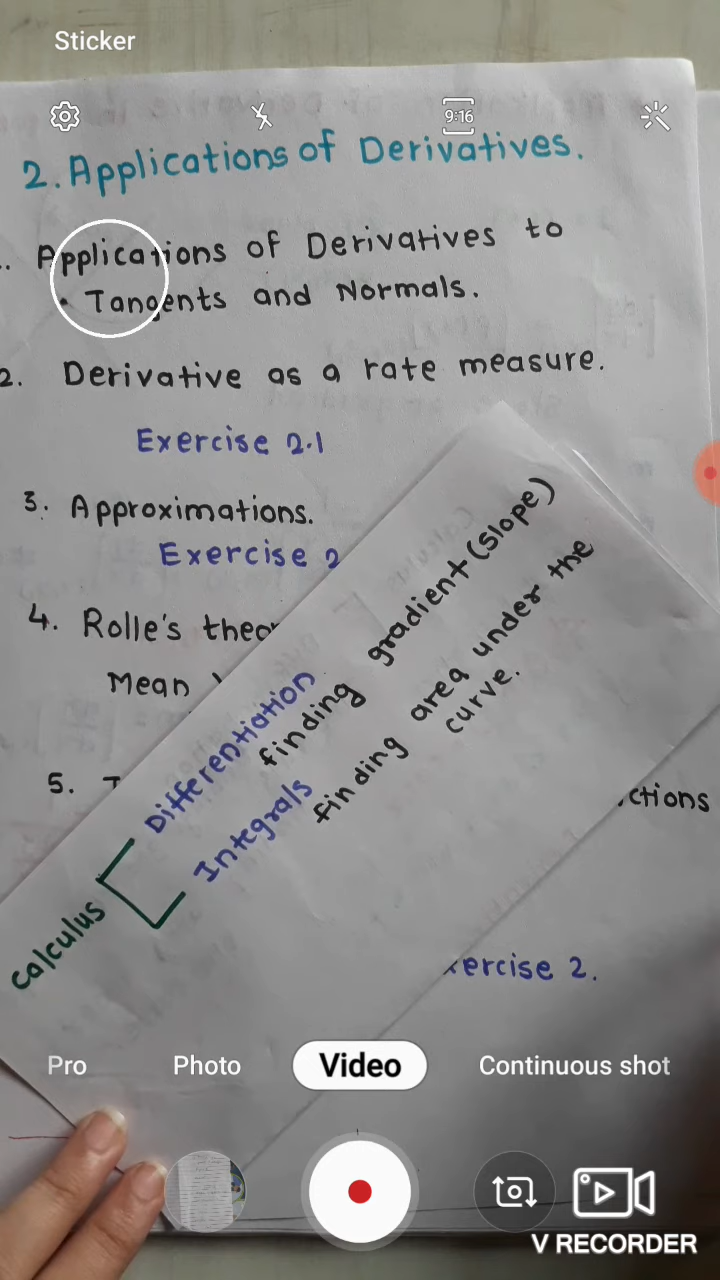 Sticker
9:16
2. Applications of Derivatives.
Applications of Derivatives to
Tangents and Normals.
2. Derivative as a rate measure.
Exercise 2.1
3. Approximations.
Exercise 2
4. Rolle's
Mean
5.
ctions
ercise 2.
calculus
Differentiation
finding gradient (slope)
Integrals
finding area under the
curve.
Pro Photo Video Continuous shot
V RECORDER